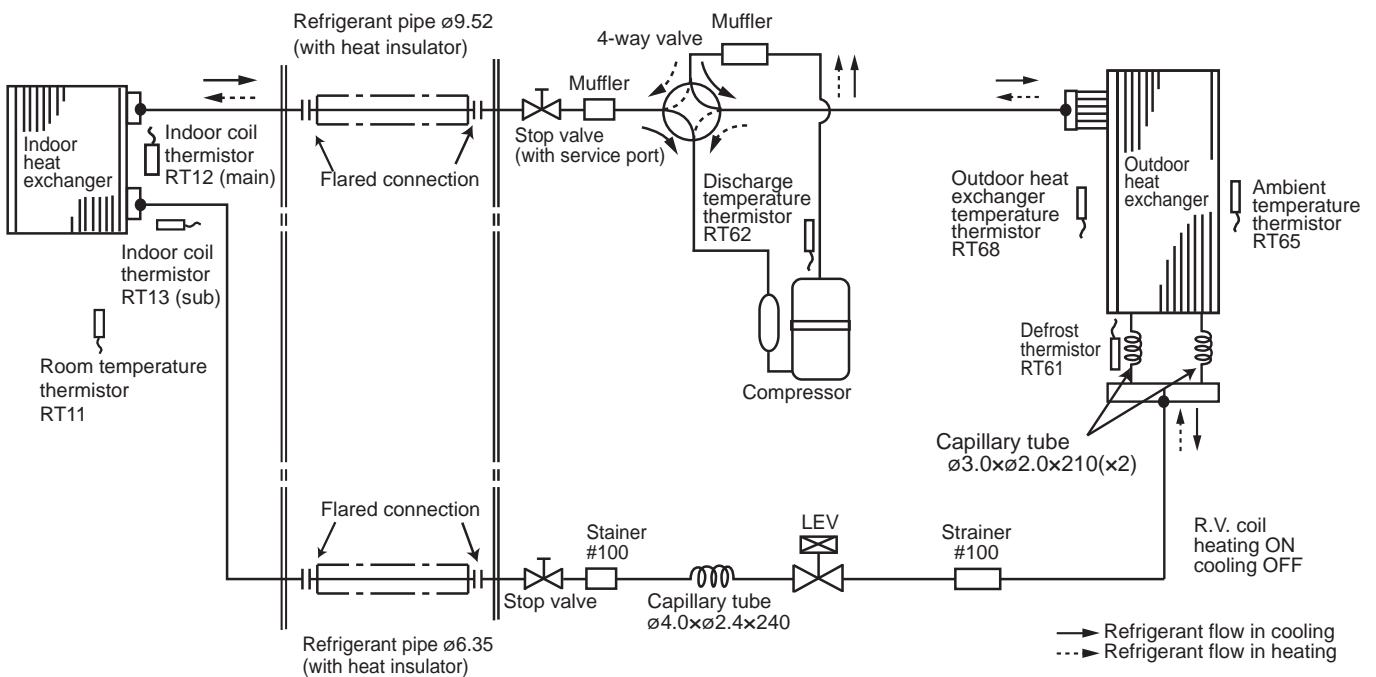 Refrigerant pipe ø9.52
(with heat insulator)
Muffler
4-way valve
Muffler
Stop valve
(with service port)
Indoor
heat
exchanger
Indoor coil
thermistor
RT12 (main)
Flared connection
Discharge
temperature
thermistor
RT62
Outdoor heat
exchanger
temperature
thermistor
RT68
Outdoor
heat
exchanger
Ambient
temperature
thermistor
RT65
Indoor coil
thermistor
RT13 (sub)
Room temperature
thermistor
RT11
Compressor
Defrost
thermistor
RT61
Capillary tube
ø3.0×ø2.0×210(×2)
Flared connection
Stainer
#100
LEV
Strainer
#100
R.V. coil
heating ON
cooling OFF
Stop valve
Capillary tube
ø4.0×ø2.4×240
Refrigerant pipe ø6.35
(with heat insulator)
Refrigerant flow in cooling
Refrigerant flow in heating